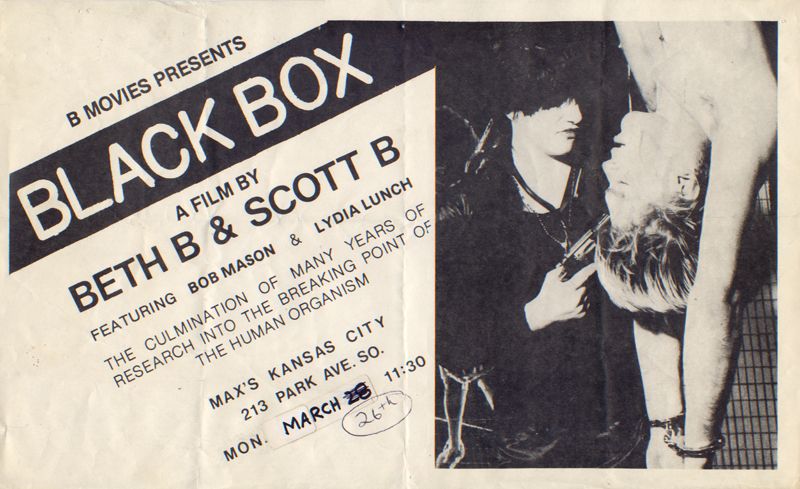 B MOVIES PRESENTS
BLACK BOX
A FILM BY
BETH B & SCOTT B
FEATURING BOB MASON & LYDIA LUNCH
THE CULMINATION OF MANY YEARS OF
RESEARCH INTO THE BREAKING POINT OF
THE HUMAN ORGANISM
MAX'S KANSAS CITY
213 PARK AVE. SO.
MON. MARCH 26th 11:30